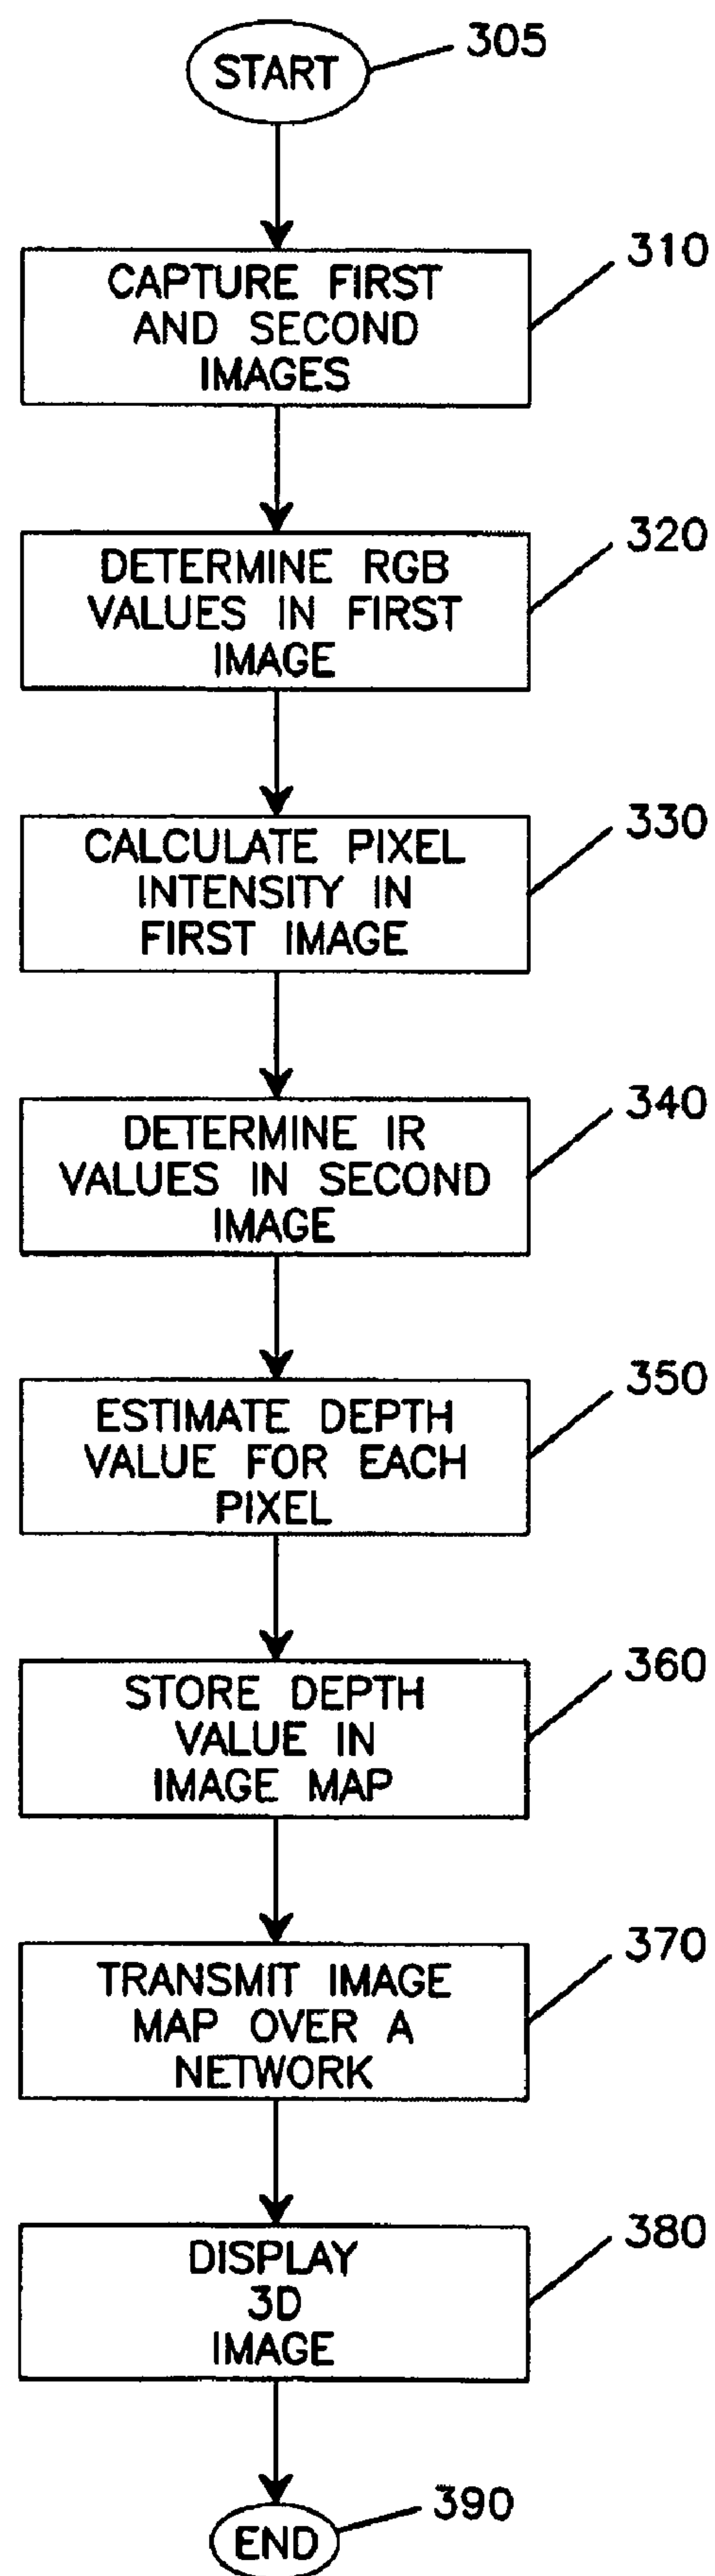 START
305
CAPTURE FIRST
AND SECOND
IMAGES
310
DETERMINE RGB
VALUES IN FIRST
IMAGE
320
CALCULATE PIXEL
INTENSITY IN
FIRST IMAGE
330
DETERMINE IR
VALUES IN SECOND
IMAGE
340
ESTIMATE DEPTH
VALUE FOR EACH
PIXEL
350
STORE DEPTH
VALUE IN
IMAGE MAP
360
TRANSMIT IMAGE
MAP OVER A
NETWORK
370
DISPLAY
3D
IMAGE
380
END
390